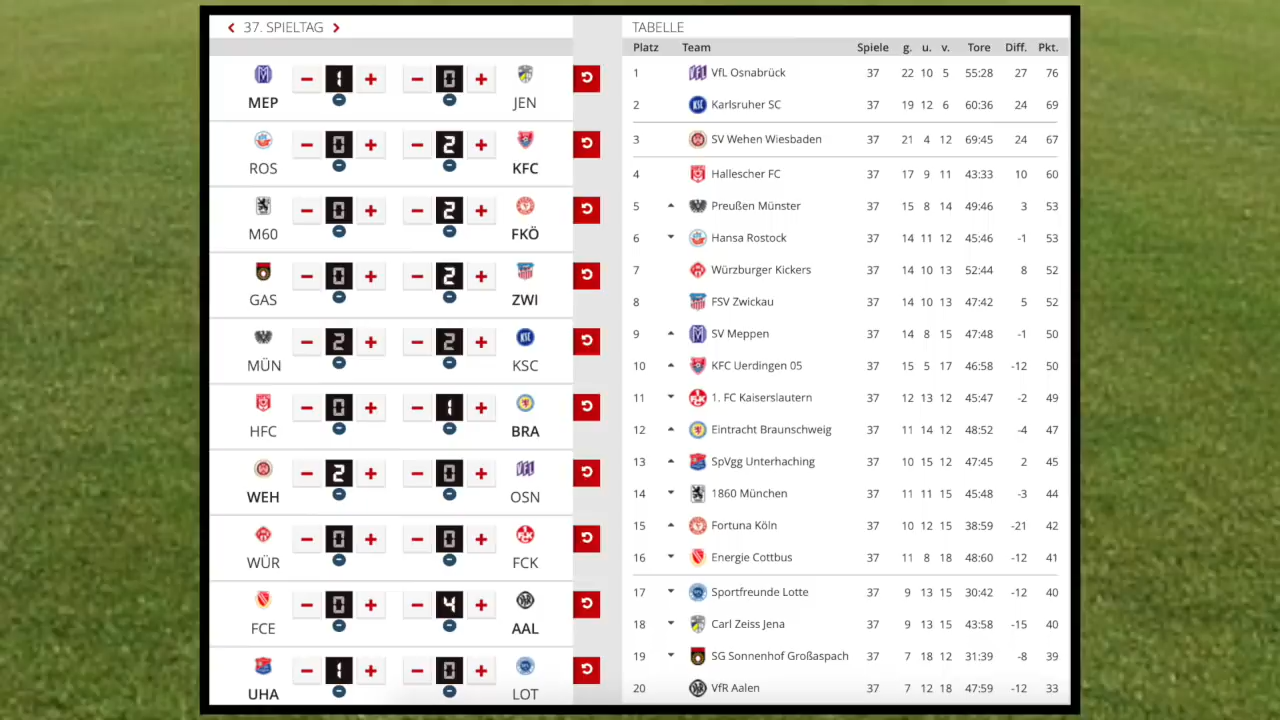 37. SPIELTAG
MEP 1 0 JEN
ROS 0 2 KFC
M60 0 2 FKÖ
GAS 0 2 ZWI
MÜN 2 2 KSC
HFC 0 1 BRA
WEH 2 0 OSN
WÜR 0 0 FCK
FCE 0 4 AAL
UHA 1 0 LOT
TABELLE
Platz Team Spiele g. u. v. Tore Diff. Pkt.
1 VfL Osnabrück 37 22 10 5 55:28 27 76
2 Karlsruher SC 37 19 12 6 60:36 24 69
3 SV Wehen Wiesbaden 37 21 4 12 69:45 24 67
4 Hallescher FC 37 17 9 11 43:33 10 60
5 Preußen Münster 37 15 8 14 49:46 3 53
6 Hansa Rostock 37 14 11 12 45:46 -1 53
7 Würzburger Kickers 37 14 10 13 52:44 8 52
8 FSV Zwickau 37 14 10 13 47:42 5 52
9 SV Meppen 37 14 8 15 47:48 -1 50
10 KFC Uerdingen 05 37 15 5 17 46:58 -12 50
11 1. FC Kaiserslautern 37 12 13 12 45:47 -2 49
12 Eintracht Braunschweig 37 11 14 12 48:52 -4 47
13 SpVgg Unterhaching 37 10 15 12 47:45 2 45
14 1860 München 37 11 11 15 45:48 -3 44
15 Fortuna Köln 37 10 12 15 38:59 -21 42
16 Energie Cottbus 37 11 8 18 48:60 -12 41
17 Sportfreunde Lotte 37 9 13 15 30:42 -12 40
18 Carl Zeiss Jena 37 9 13 15 43:58 -15 40
19 SG Sonnenhof Großaspach 37 7 18 12 31:39 -8 39
20 VfR Aalen 37 7 12 18 47:59 -12 33